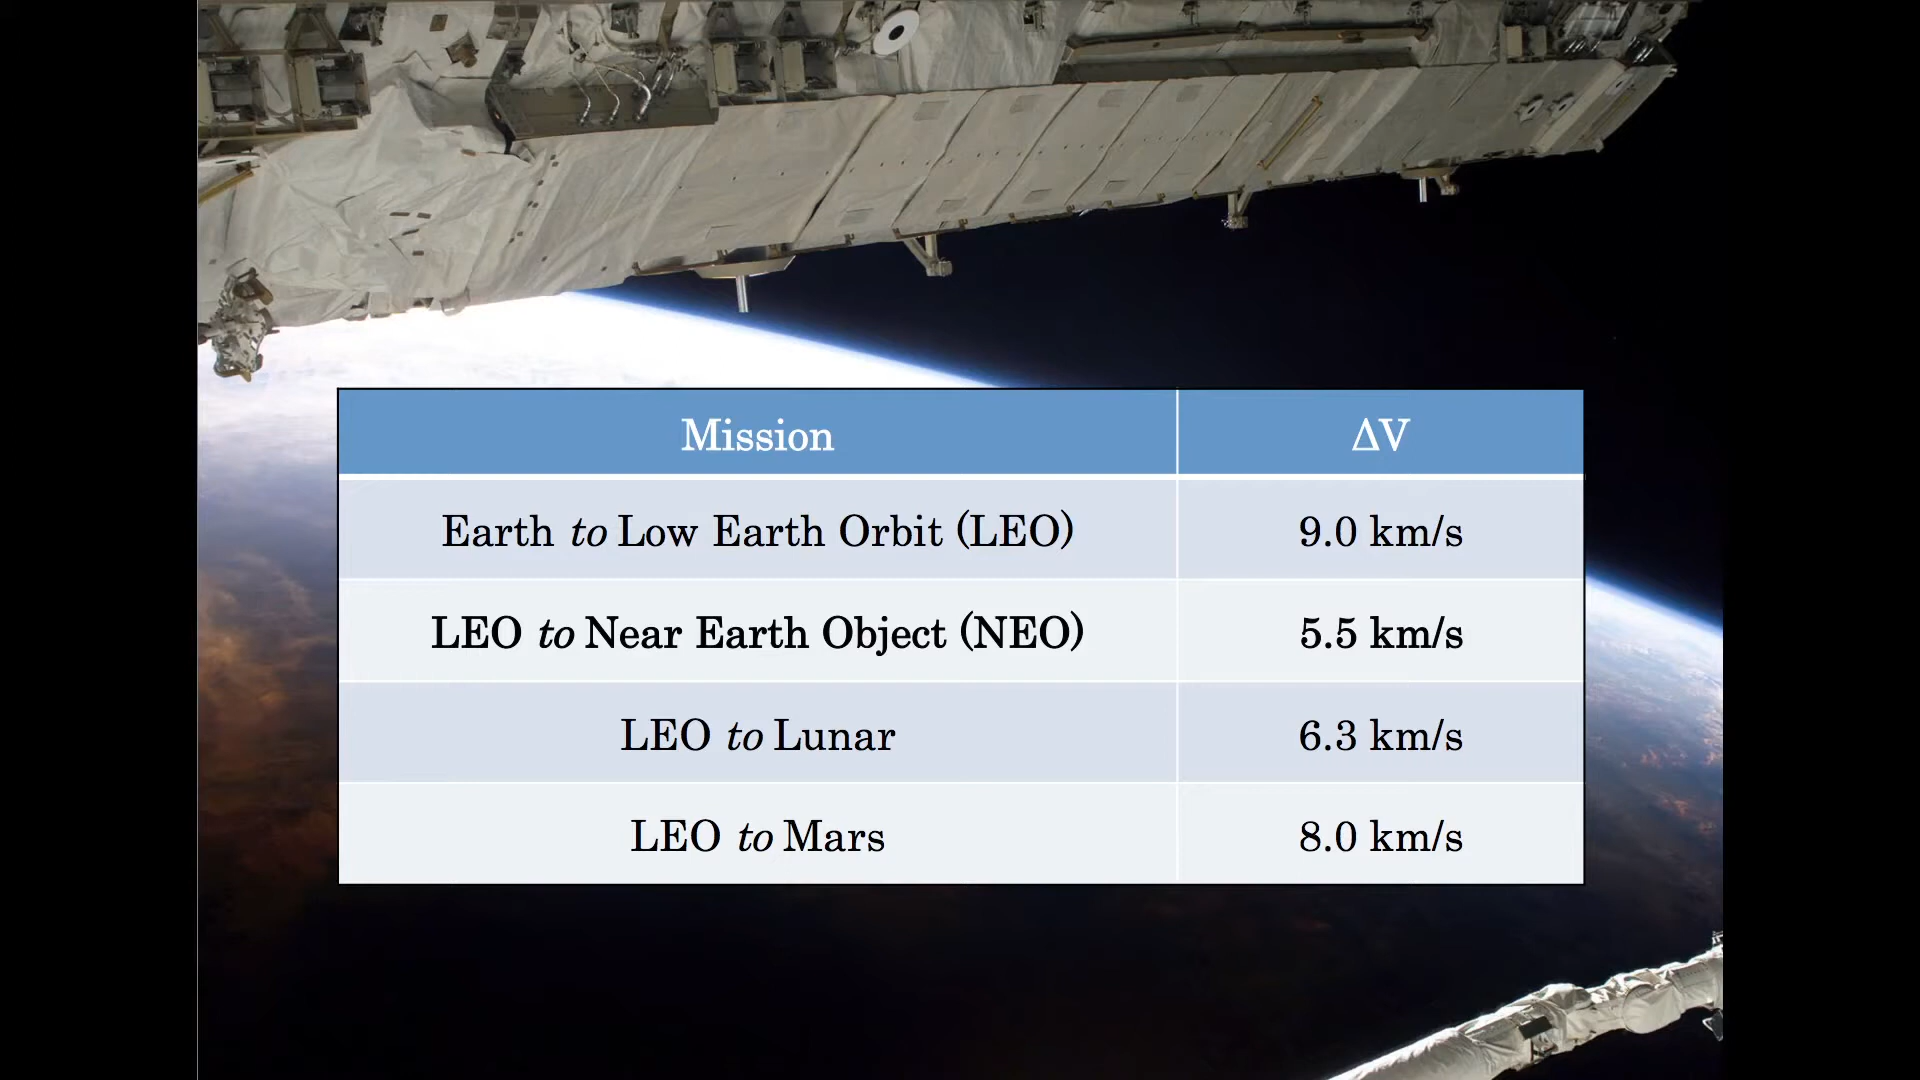 Mission ΔV
Earth to Low Earth Orbit (LEO) 9.0 km/s
LEO to Near Earth Object (NEO) 5.5 km/s
LEO to Lunar 6.3 km/s
LEO to Mars 8.0 km/s